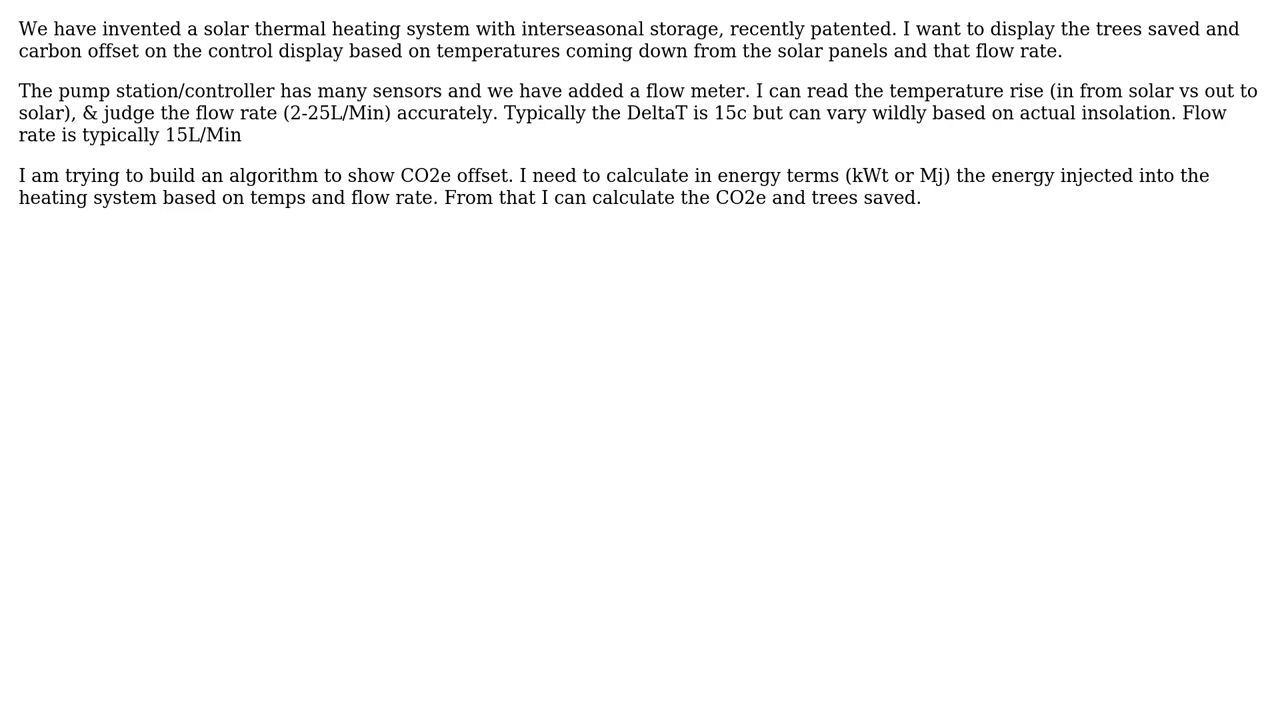 We have invented a solar thermal heating system with interseasonal storage, recently patented. I want to display the trees saved and
carbon offset on the control display based on temperatures coming down from the solar panels and that flow rate.
The pump station/controller has many sensors and we have added a flow meter. I can read the temperature rise (in from solar vs out to
solar), & judge the flow rate (2-25L/Min) accurately. Typically the DeltaT is 15c but can vary wildly based on actual insolation. Flow
rate is typically 15L/Min
I am trying to build an algorithm to show CO2e offset. I need to calculate in energy terms (kWt or Mj) the energy injected into the
heating system based on temps and flow rate. From that I can calculate the CO2e and trees saved.